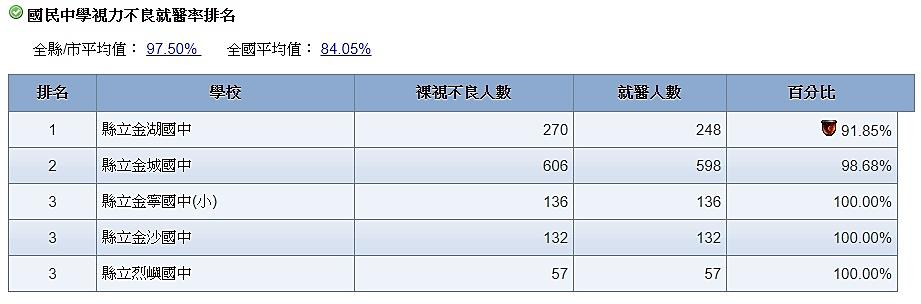 國民中學視力不良就醫率排名
全縣/市平均值： 97.50% 全國平均值： 84.05%
排名 學校 裸視不良人數 就醫人數 百分比
1 縣立金湖國中 270 248 91.85%
2 縣立金城國中 606 598 98.68%
3 縣立金寧國中(小) 136 136 100.00%
3 縣立金沙國中 132 132 100.00%
3 縣立烈嶼國中 57 57 100.00%